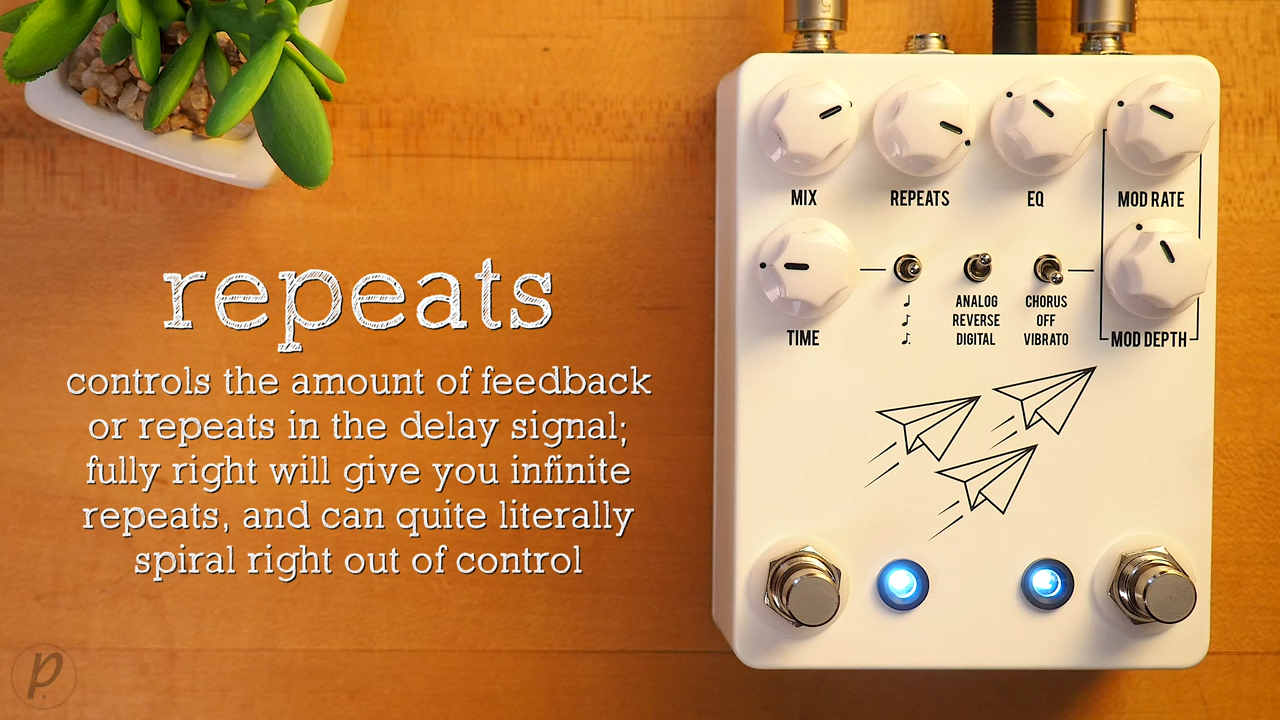 repeats
controls the amount of feedback
or repeats in the delay signal;
fully right will give you infinite
repeats, and can quite literally
spiral right out of control
MIX
REPEATS
EQ
MOD RATE
TIME
ANALOG
REVERSE
DIGITAL
CHORUS
OFF
VIBRATO
MOD DEPTH
p.